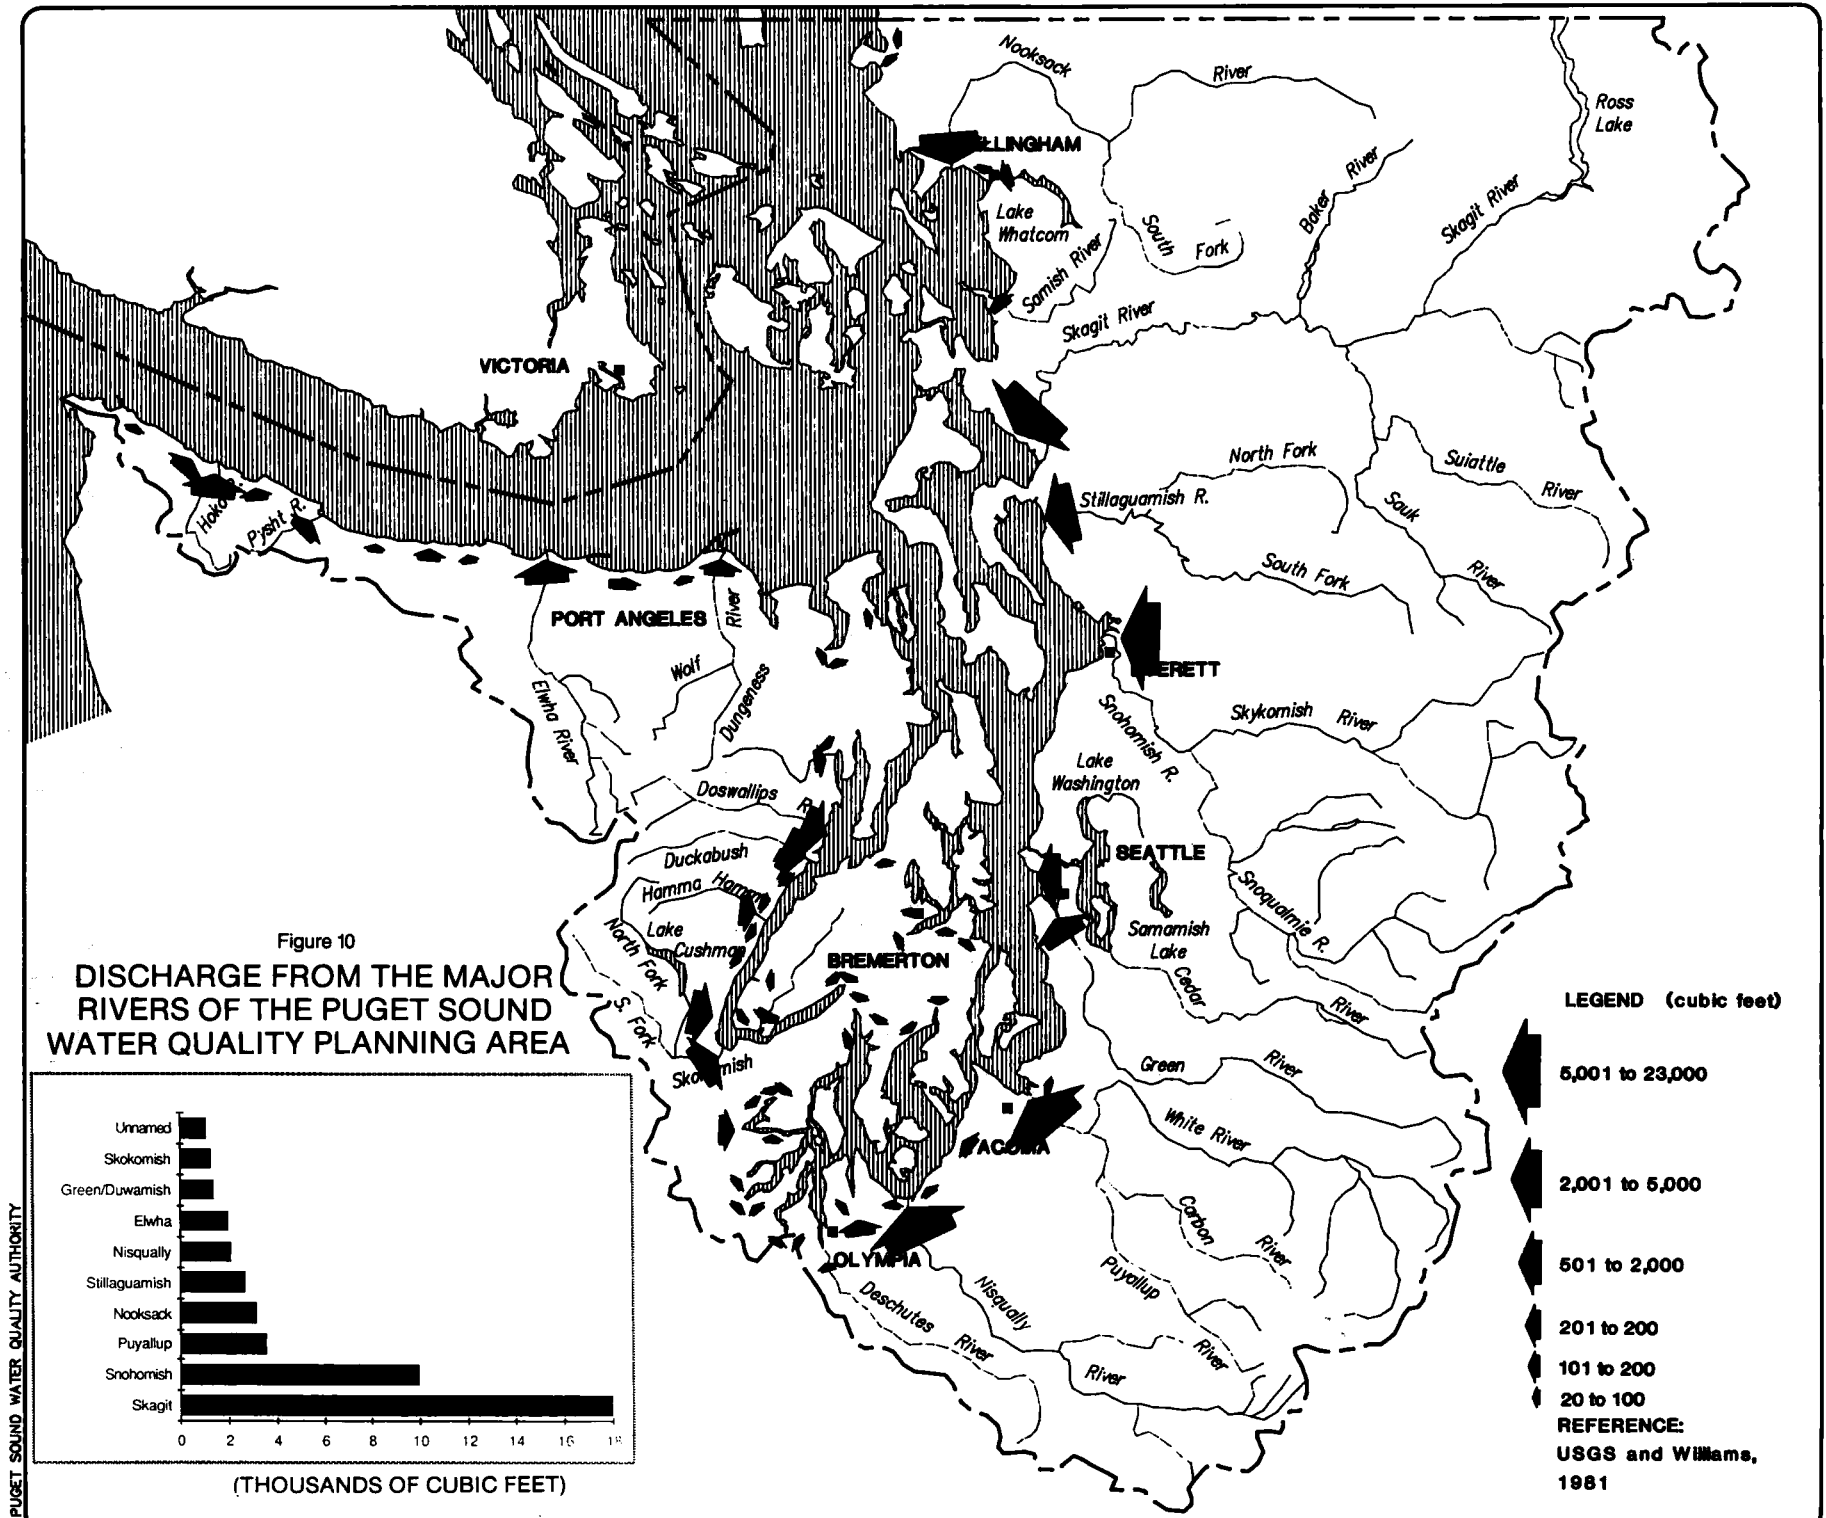 Nooksack
River
Ross
Lake
LLINGHAM
River
Baker
Skagit River
Lake
Whatcom
South
Fork
Samish River
Skagit River
VICTORIA
North Fork
Suiattle
River
Stillaguamish R.
Sauk
Hoko
Pysht R.
South Fork
River
PORT ANGELES
River
ERETT
Wolf
Elwha River
Dungeness
Snohomish R.
Skykomish River
Lake
Washington
Doswallips R.
SEATTLE
Duckabush
Hamma Hamma
Snoqualmie R.
North Fork
Lake
Cushman
Samamish
Lake
BREMERTON
Cedar
River
S. Fork
Figure 10
DISCHARGE FROM THE MAJOR
RIVERS OF THE PUGET SOUND
WATER QUALITY PLANNING AREA
Green
River
White River
ACOMA
Carbon
River
Puyallup
River
OLYMPIA
Nisqually
River
Deschutes
River
LEGEND (cubic feet)
5,001 to 23,000
2,001 to 5,000
501 to 2,000
201 to 200
101 to 200
20 to 100
REFERENCE:
USGS and Williams,
1981
Unnamed
Skokomish
Green/Duwamish
Elwha
Nisqually
Stillaguamish
Nooksack
Puyallup
Snohomish
Skagit
0 2 4 6 8 10 12 14 16 18
(THOUSANDS OF CUBIC FEET)
PUGET SOUND WATER QUALITY AUTHORITY